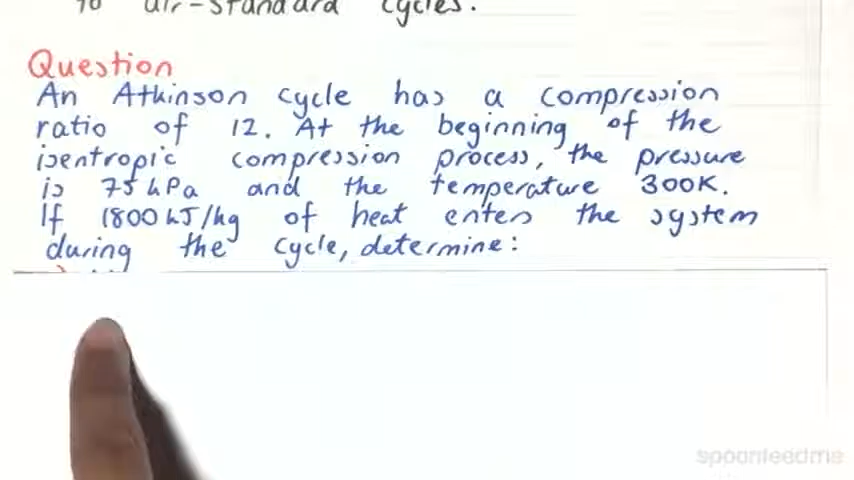 to air-standard cycles.
Question
An Atkinson cycle has a compression
ratio of 12. At the beginning of the
isentropic compression process, the pressure
is 75 kPa and the temperature 300K.
If 1800 kJ/kg of heat enters the system
during the cycle, determine:
spoonfeedme